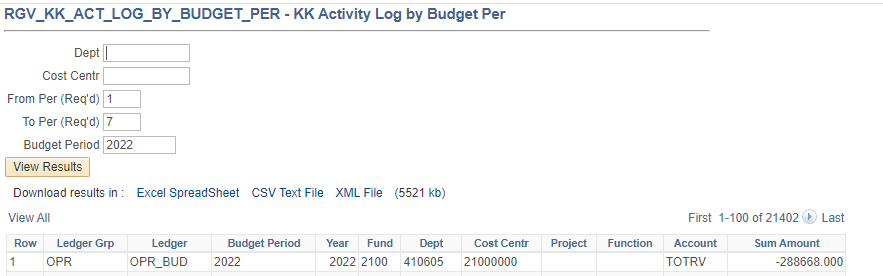 RGV_KK_ACT_LOG_BY_BUDGET_PER - KK Activity Log by Budget Per
Dept
Cost Centr
From Per (Req'd) 1
To Per (Req'd) 7
Budget Period 2022
View Results
Download results in : Excel SpreadSheet CSV Text File XML File (5521 kb)
View All First 1-100 of 21402 Last
Row Ledger Grp Ledger Budget Period Year Fund Dept Cost Centr Project Function Account Sum Amount
1 OPR OPR_BUD 2022 2022 2100 410605 21000000 TOTRV -288668.000